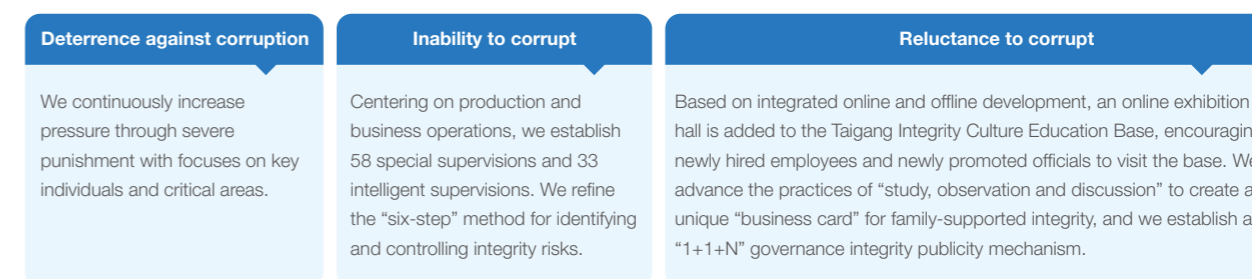 Deterrence against corruption
We continuously increase
pressure through severe
punishment with focuses on key
individuals and critical areas.
Inability to corrupt
Centering on production and
business operations, we establish
58 special supervisions and 33
intelligent supervisions. We refine
the “six-step” method for identifying
and controlling integrity risks.
Reluctance to corrupt
Based on integrated online and offline development, an online exhibition
hall is added to the Taigang Integrity Culture Education Base, encouragin
newly hired employees and newly promoted officials to visit the base. We
advance the practices of “study, observation and discussion” to create a
unique “business card” for family-supported integrity, and we establish a
“1+1+N” governance integrity publicity mechanism.